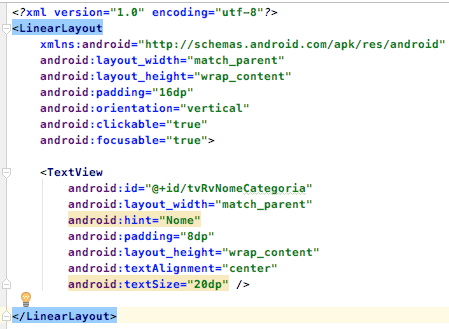 <?xml version="1.0" encoding="utf-8"?>
<LinearLayout
xmlns:android="http://schemas.android.com/apk/res/android"
android:layout_width="match_parent"
android:layout_height="wrap_content"
android:padding="16dp"
android:orientation="vertical"
android:clickable="true"
android:focusable="true">
<TextView
android:id="@+id/tvRvNomeCategoria"
android:layout_width="match_parent"
android:hint="Nome"
android:padding="8dp"
android:layout_height="wrap_content"
android:textAlignment="center"
android:textSize="20dp" />
</LinearLayout>